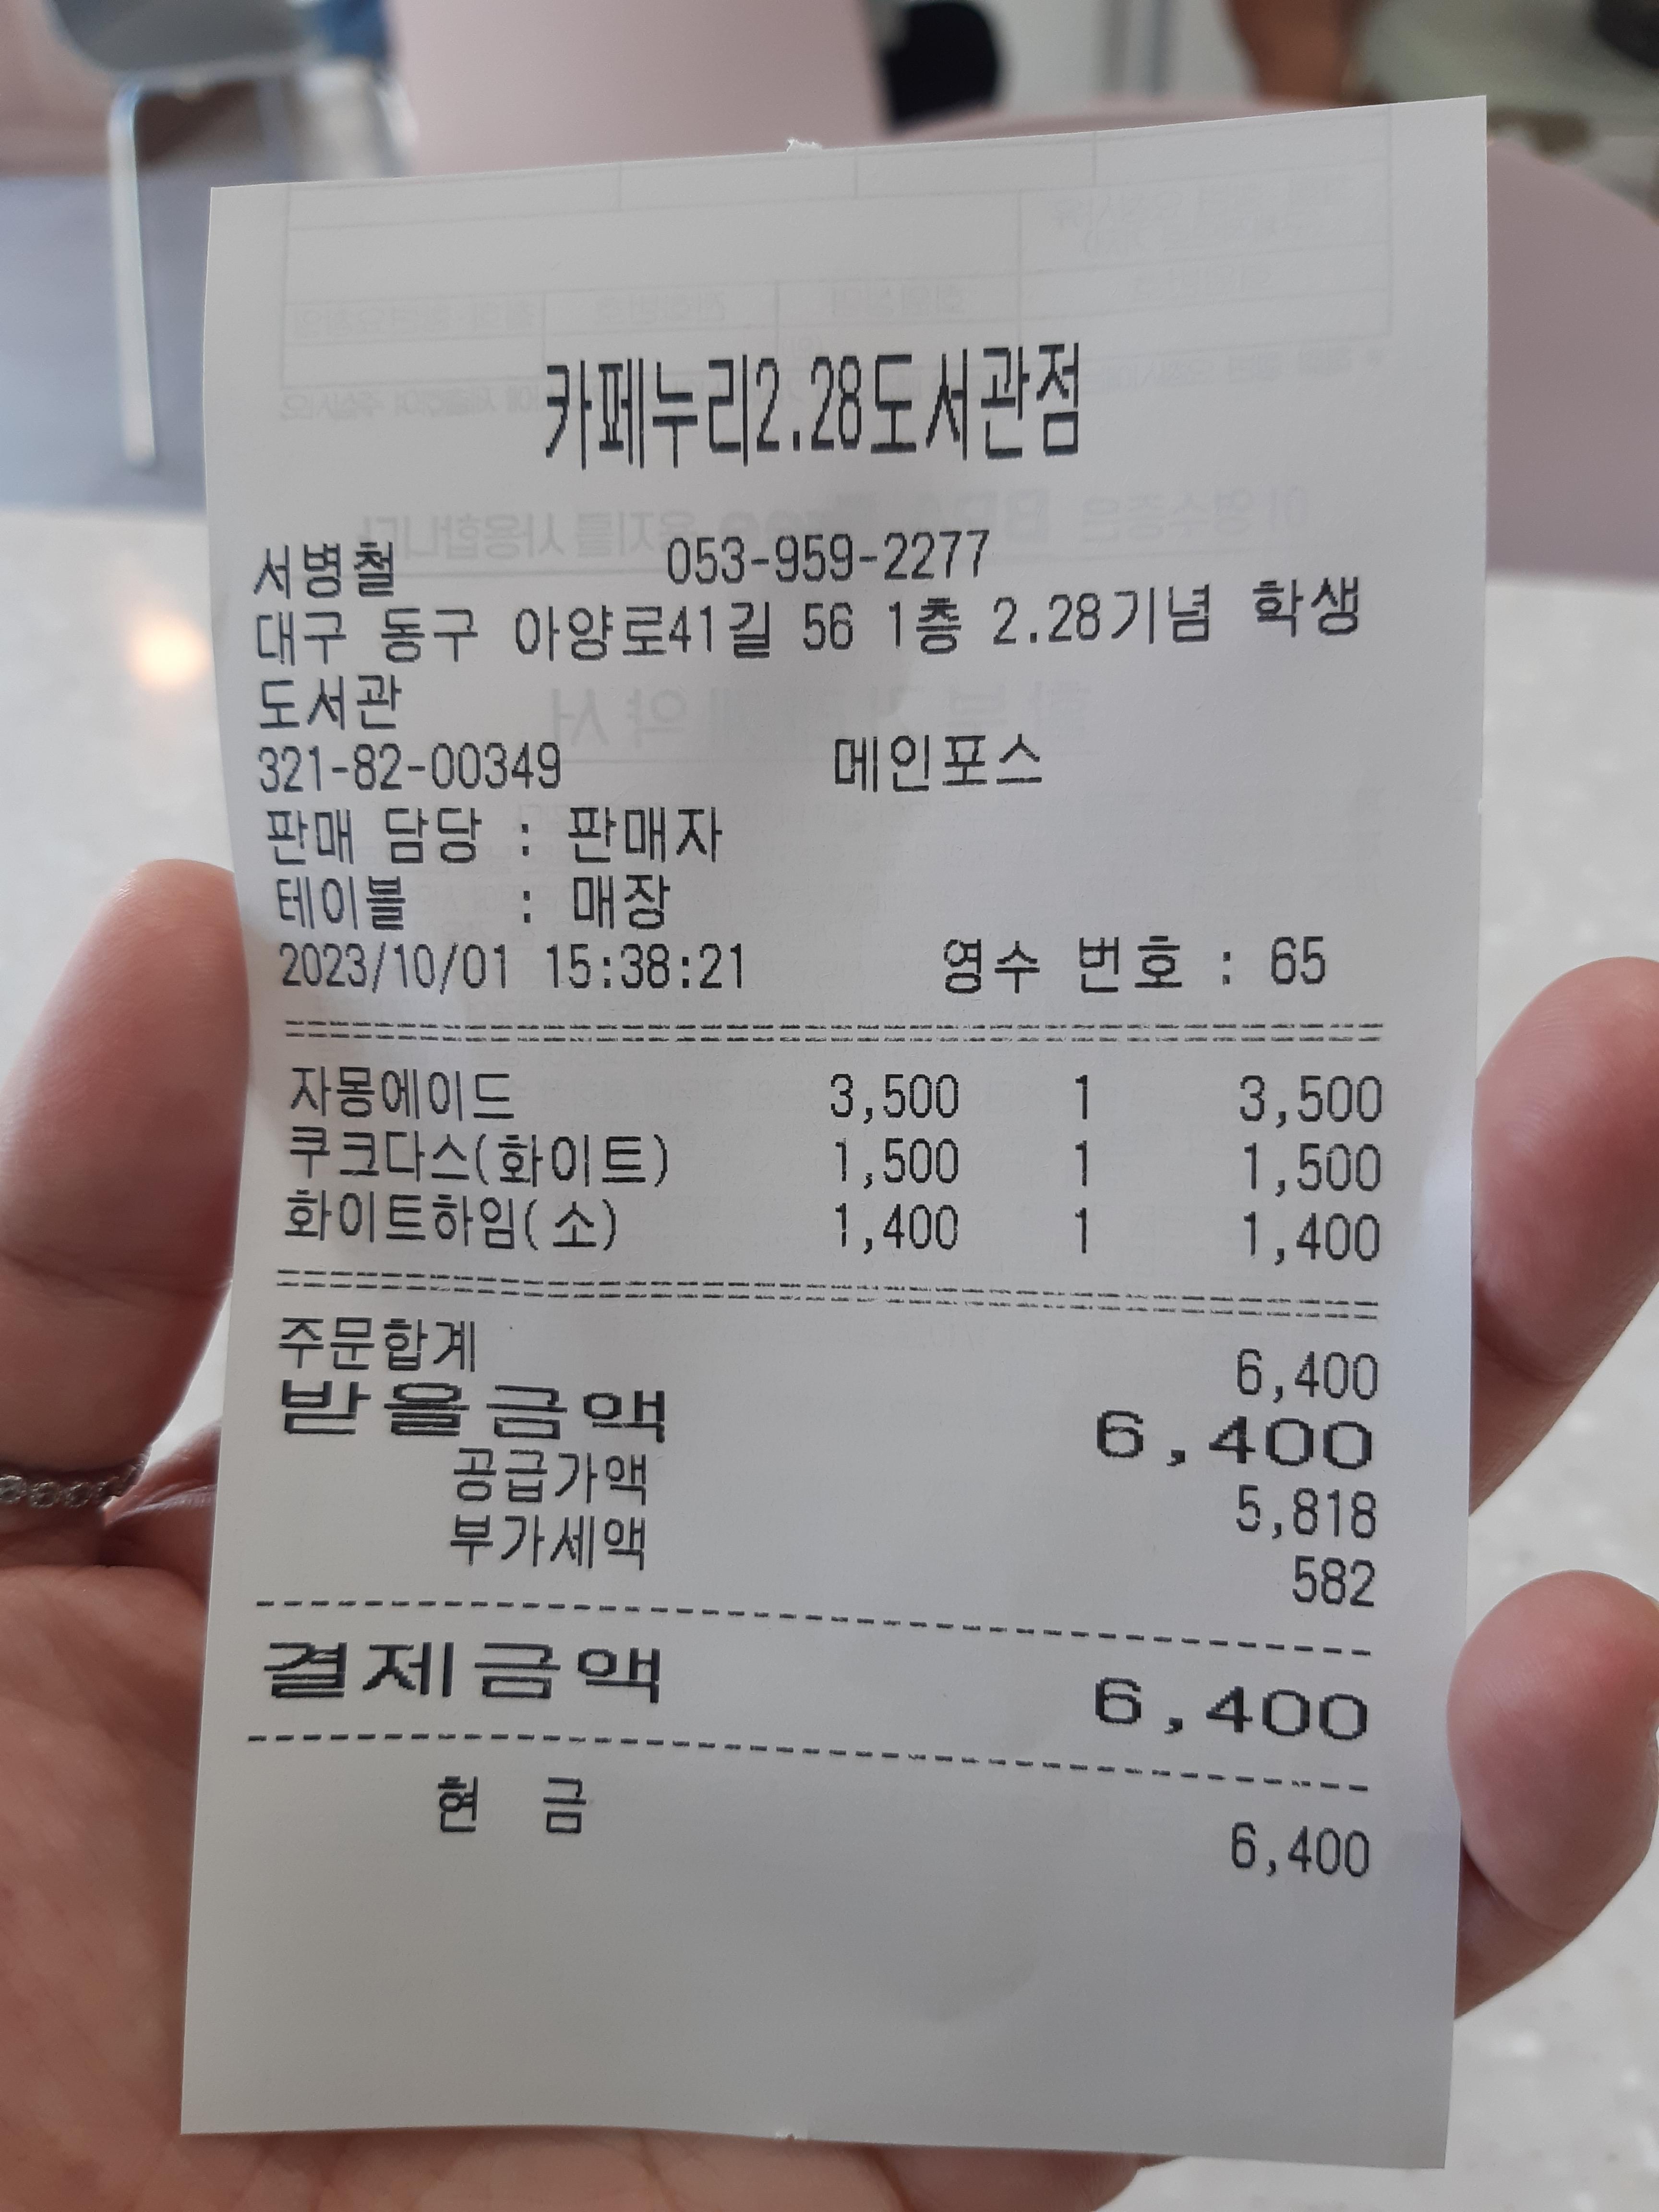 카페누리2.28도서관점
서병철 053-959-2277
대구 동구 아양로41길 56 1층 2.28기념 학생
도서관
321-82-00349 메인포스
판매 담당 : 판매자
테이블 : 매장
2023/10/01 15:38:21 영수 번호 : 65
자몽에이드 3,500 1 3,500
쿠크다스(화이트) 1,500 1 1,500
화이트하임(소) 1,400 1 1,400
주문합계 6,400
받을금액 6,400
공급가액 5,818
부가세액 582
결제금액 6,400
현 금 6,400